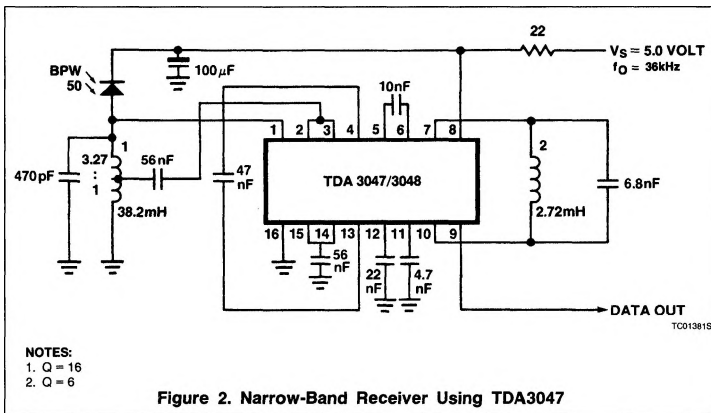 22
V_S = 5.0 VOLT
f_O = 36kHz
BPW
50
100μF
10nF
1 2 3 4 5 6 7 8
470pF
1
3.27
:
1
56nF
38.2mH
47
nF
TDA 3047/3048
2
2.72mH
6.8nF
16 15 14 13 12 11 10 9
56
nF
22
nF
4.7
nF
DATA OUT
TC01381S
NOTES:
1. Q = 16
2. Q = 6
Figure 2. Narrow-Band Receiver Using TDA3047